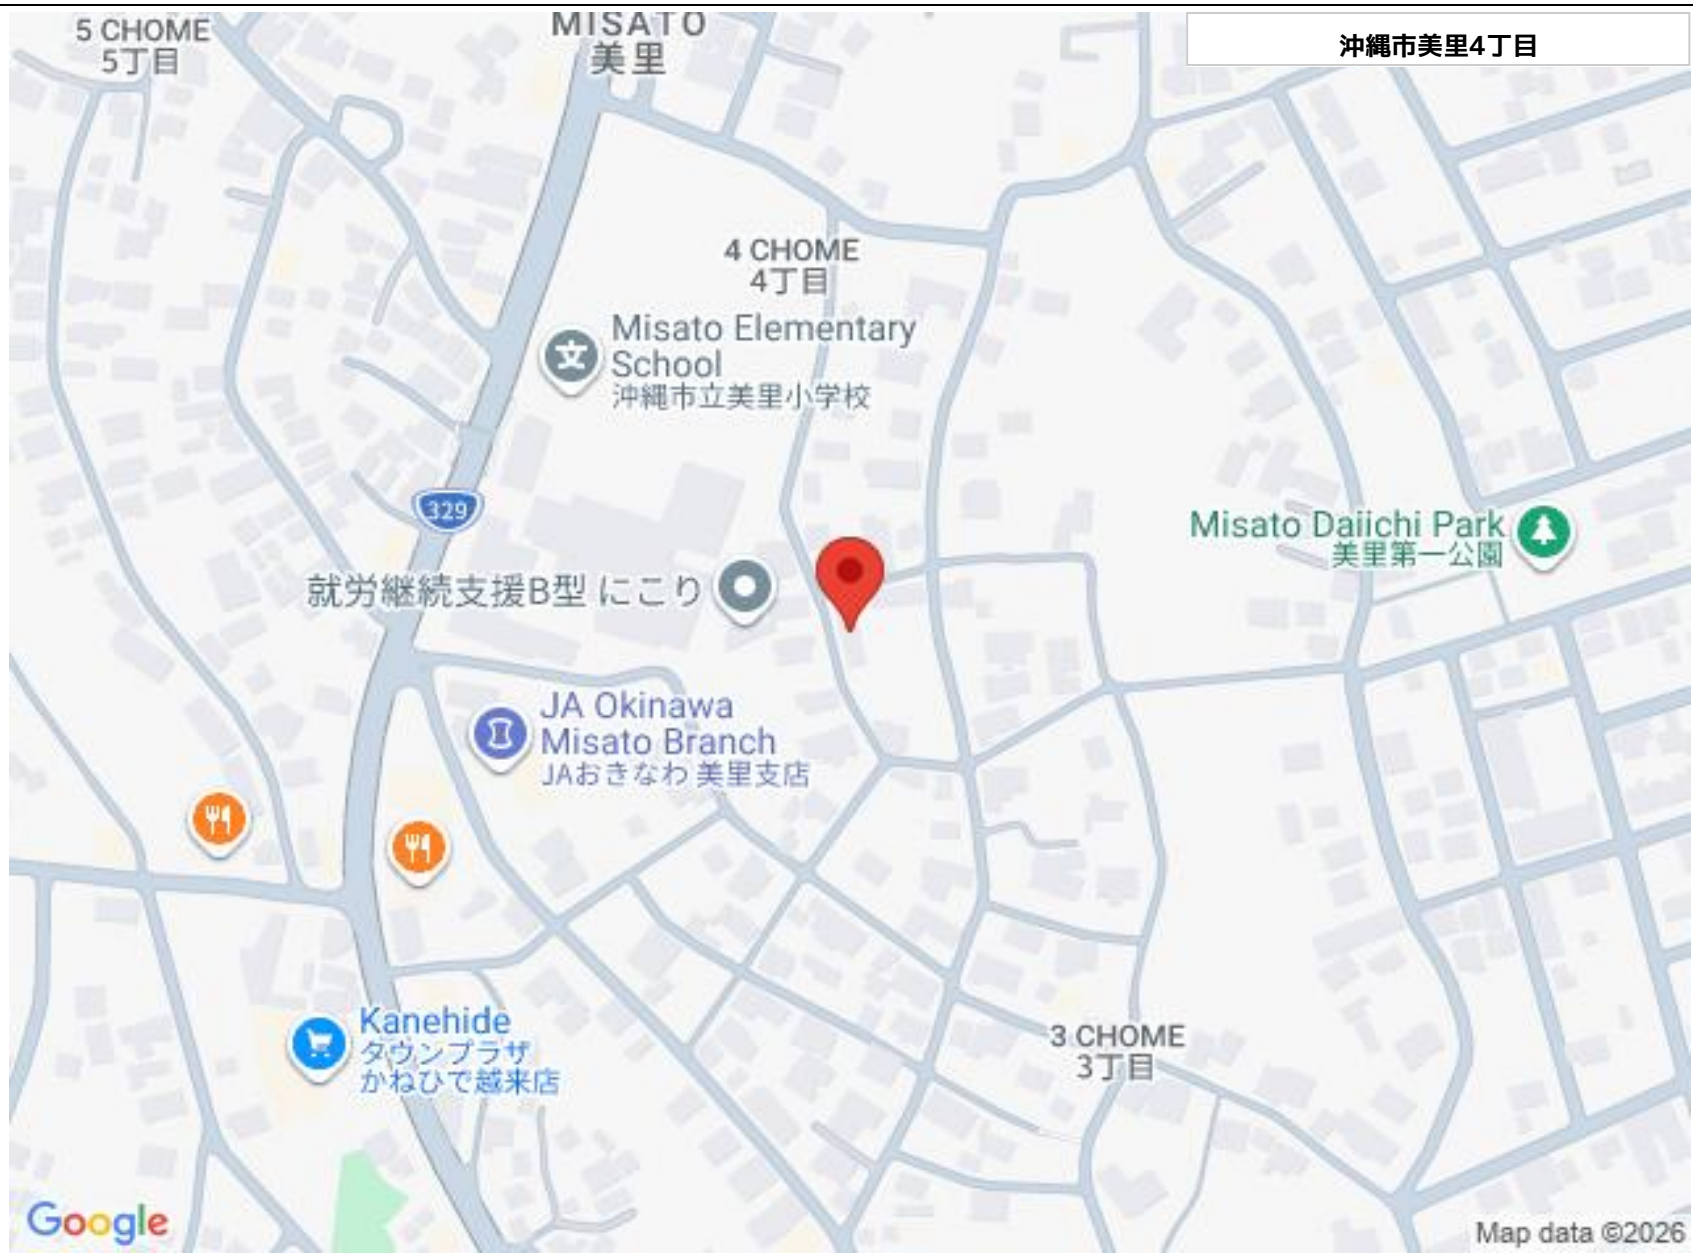 5 CHOME
5丁目
MISATO
美里
沖縄市美里4丁目
4 CHOME
4丁目
Misato Elementary
School
沖縄市立美里小学校
文
329
Misato Daiichi Park
美里第一公園
就労継続支援B型 にこり
JA Okinawa
Misato Branch
JAおきなわ 美里支店
Kanehide
タウンプラザ
かねひで越来店
3 CHOME
3丁目
Google
Map data ©2026